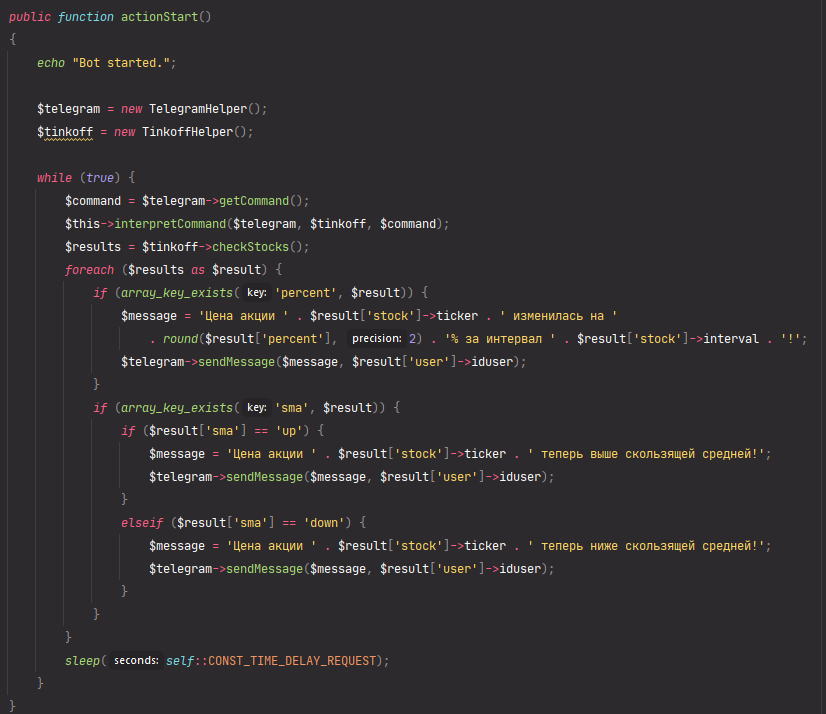 public function actionStart()
{
    echo "Bot started.";

    $telegram = new TelegramHelper();
    $tinkoff = new TinkoffHelper();

    while (true) {
        $command = $telegram->getCommand();
        $this->interpretCommand($telegram, $tinkoff, $command);
        $results = $tinkoff->checkStocks();
        foreach ($results as $result) {
            if (array_key_exists( key: 'percent', $result)) {
                $message = 'Цена акции ' . $result['stock']->ticker . ' изменилась на '
                    . round($result['percent'], precision: 2) . '% за интервал ' . $result['stock']->interval . '!';
                $telegram->sendMessage($message, $result['user']->iduser);
            }
            if (array_key_exists( key: 'sma', $result)) {
                if ($result['sma'] == 'up') {
                    $message = 'Цена акции ' . $result['stock']->ticker . ' теперь выше скользящей средней!';
                    $telegram->sendMessage($message, $result['user']->iduser);
                }
                elseif ($result['sma'] == 'down') {
                    $message = 'Цена акции ' . $result['stock']->ticker . ' теперь ниже скользящей средней!';
                    $telegram->sendMessage($message, $result['user']->iduser);
                }
            }
        }
        sleep( seconds: self::CONST_TIME_DELAY_REQUEST);
    }
}